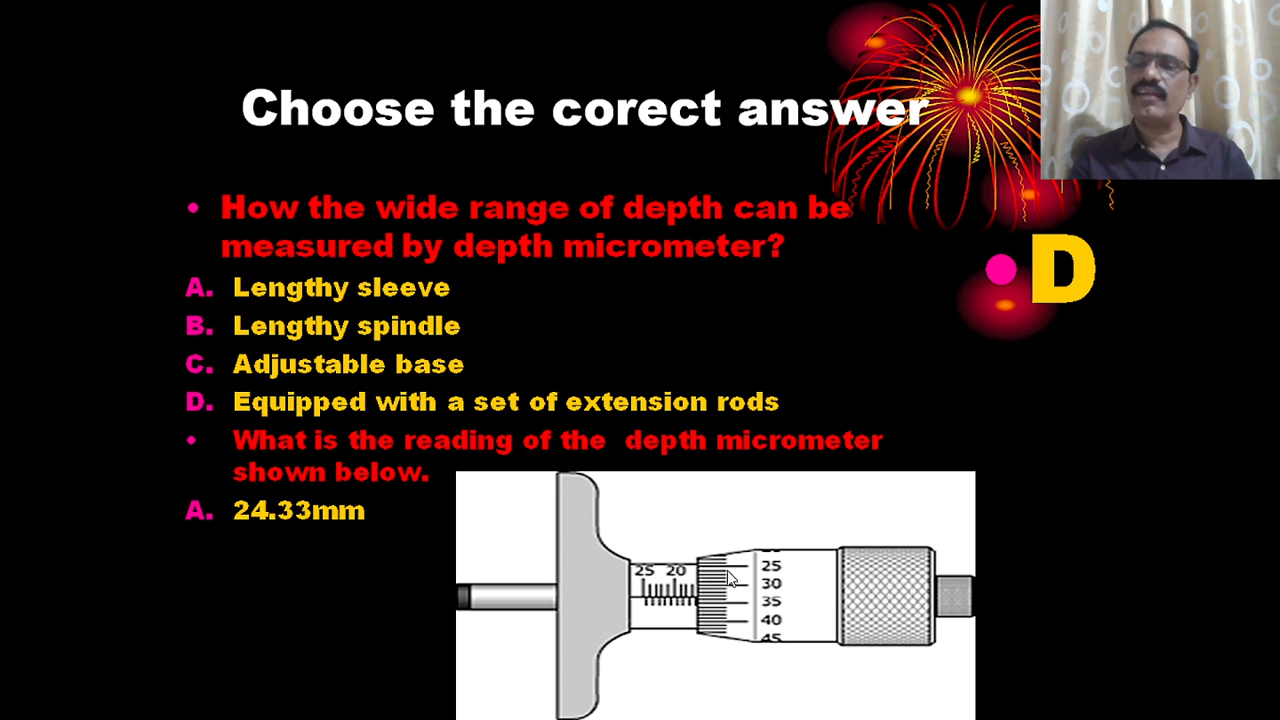 Choose the corect answer
• How the wide range of depth can be
measured by depth micrometer?
A. Lengthy sleeve
B. Lengthy spindle
C. Adjustable base
D. Equipped with a set of extension rods
• What is the reading of the depth micrometer
shown below.
A. 24.33mm
• D
25 20
25
30
35
40
45